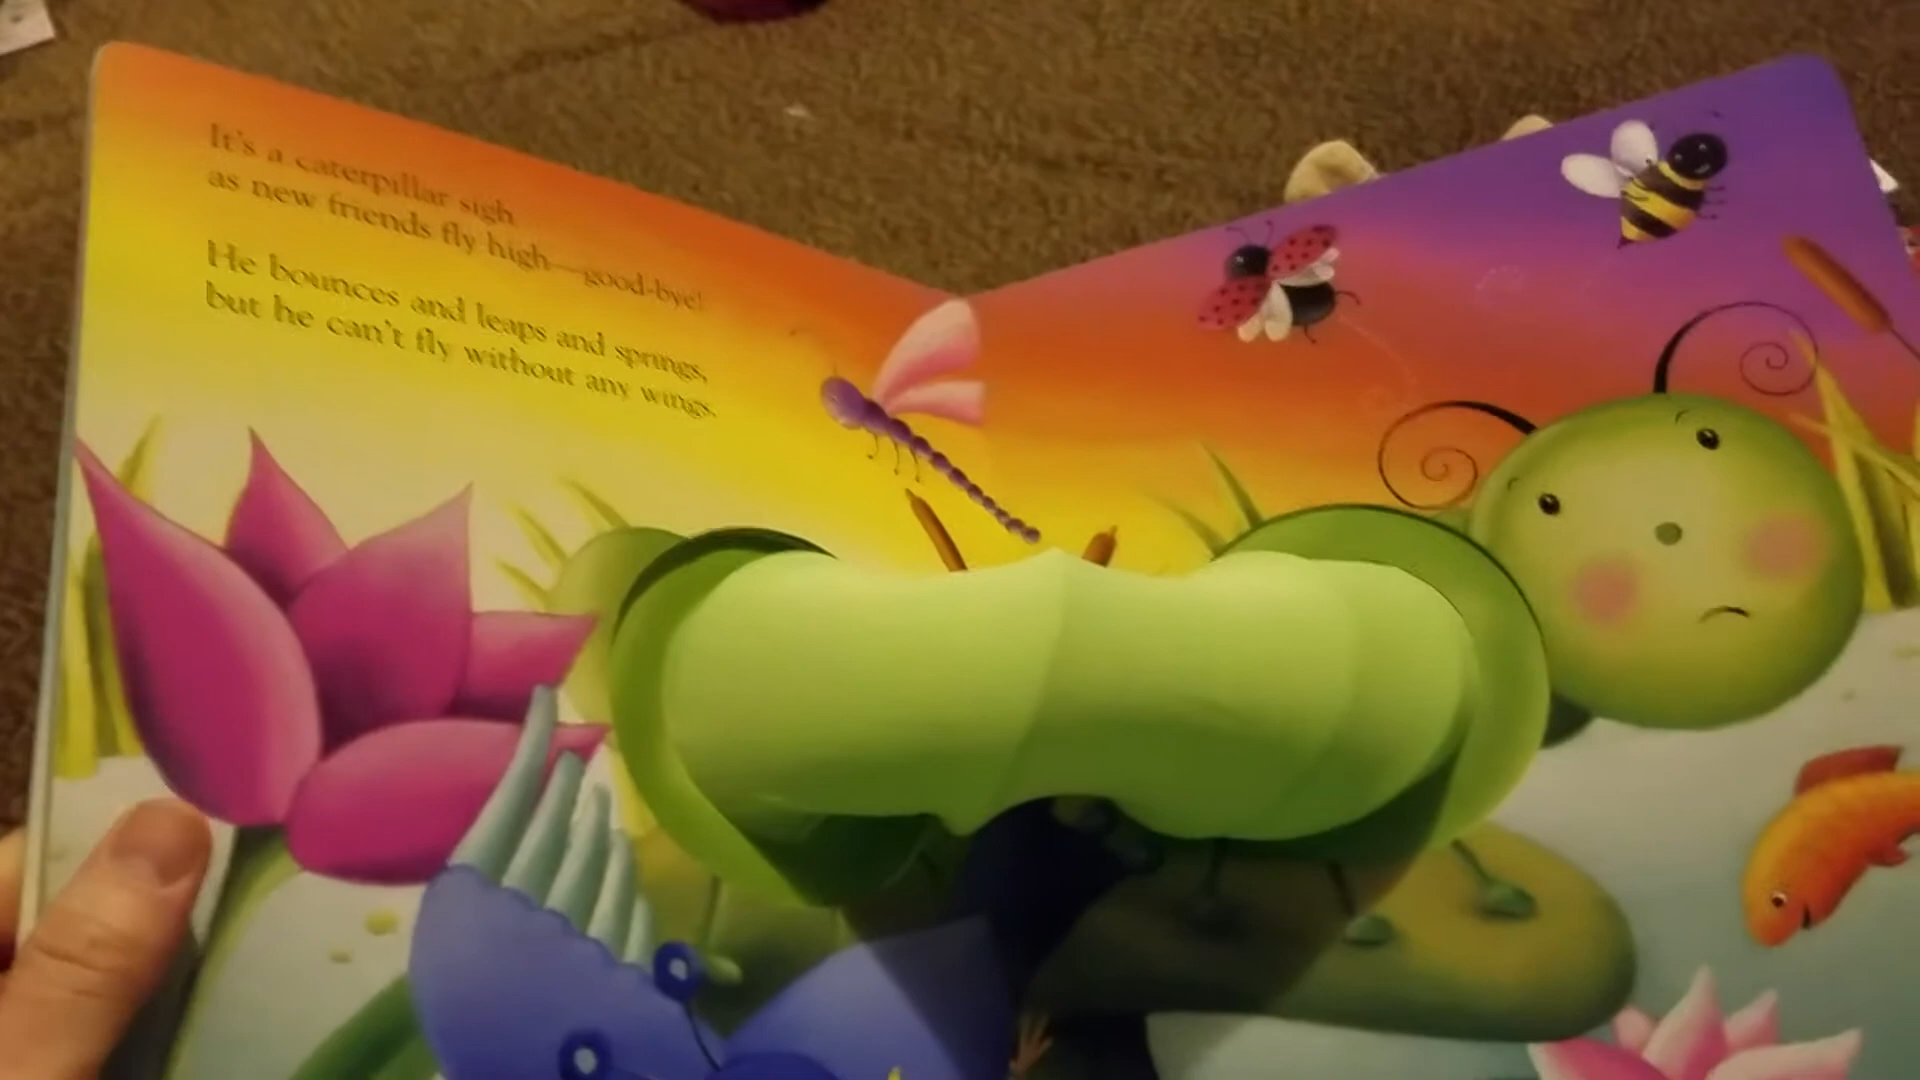 It's a caterpillar sigh
as new friends fly high—good-bye!
He bounces and leaps and springs,
but he can't fly without any wings.